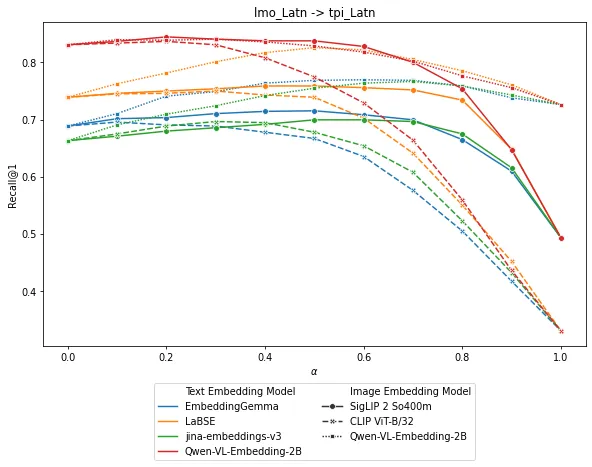 lmo_Latn -> tpi_Latn
Recall@1
0.8
0.7
0.6
0.5
0.4
0.0
0.2
0.4
0.6
0.8
1.0
α
Text Embedding Model
EmbeddingGemma
LaBSE
jina-embeddings-v3
Qwen-VL-Embedding-2B
Image Embedding Model
SigLIP 2 So400m
CLIP ViT-B/32
Qwen-VL-Embedding-2B